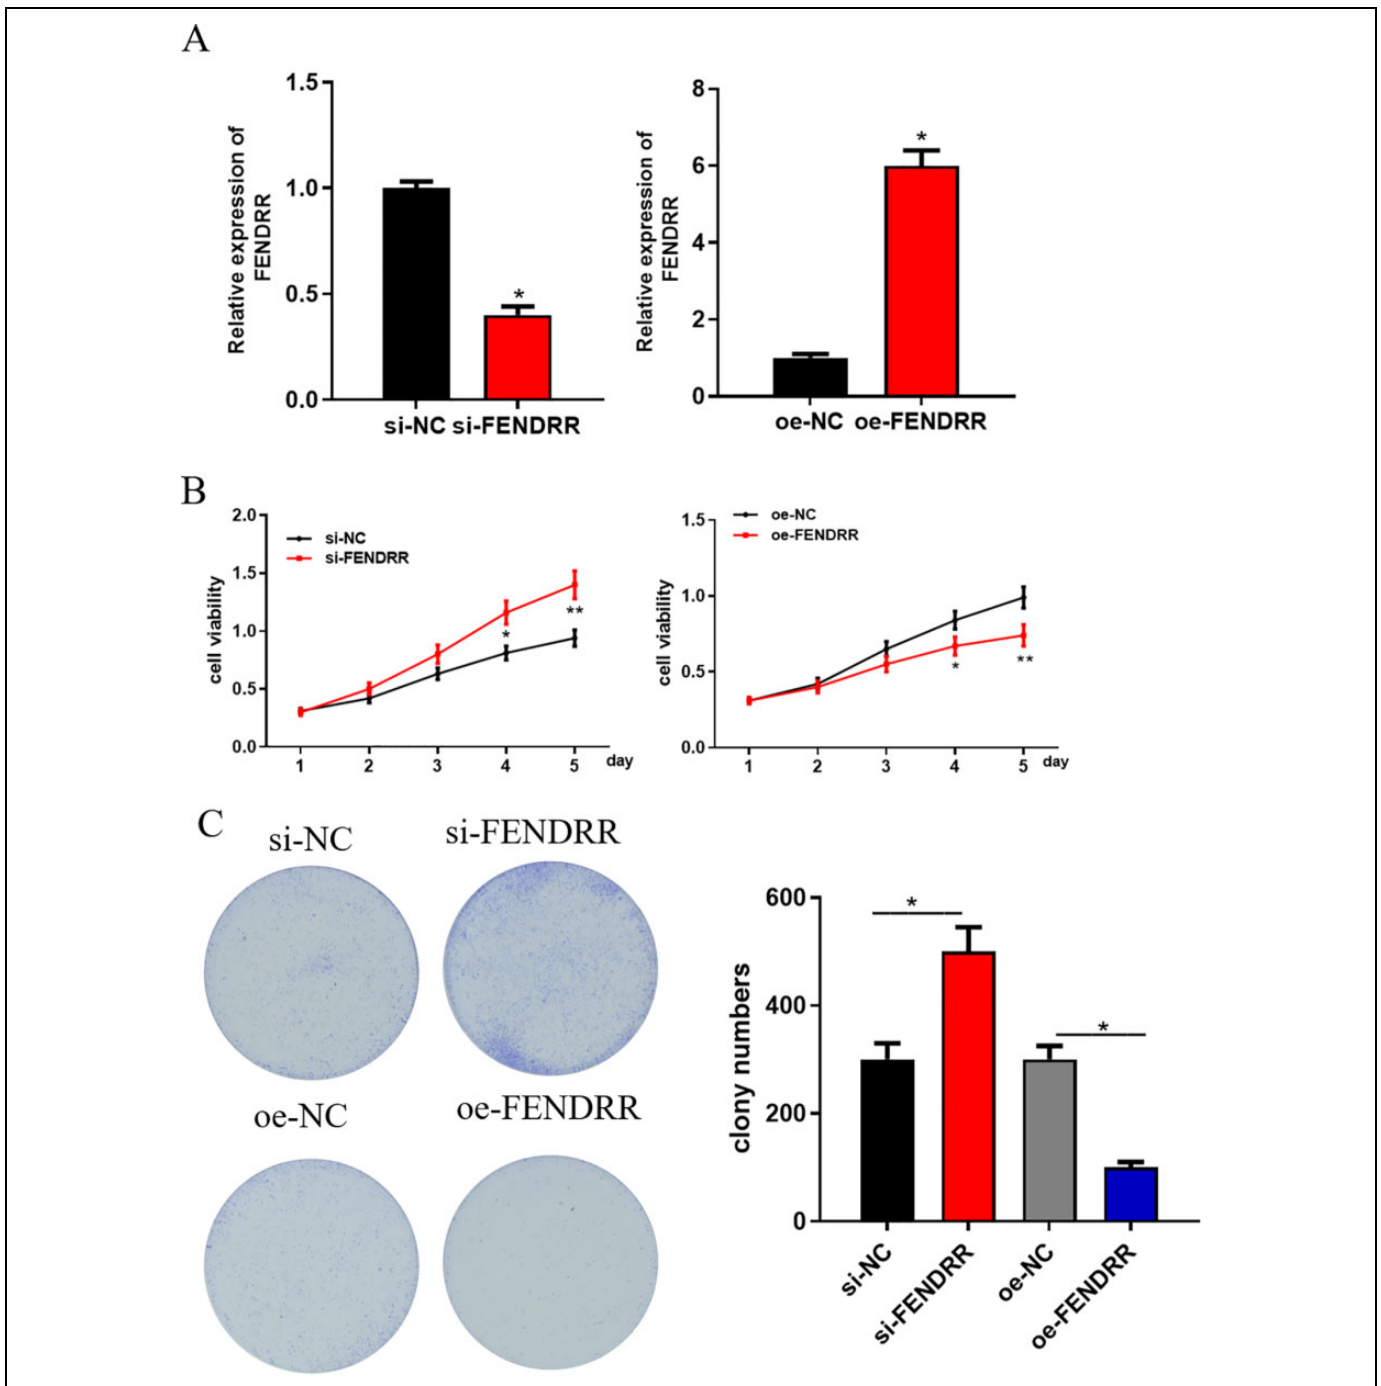 A
1.5
1.0
0.5
0.0
Relative expression of
FENDRR
*
si-NC si-FENDRR
8
6
4
2
0
Relative expression of
FENDRR
*
oe-NC oe-FENDRR
B
2.0
1.5
1.0
0.5
0.0
cell viability
si-NC
si-FENDRR
*
**
1 2 3 4 5 day
1.5
1.0
0.5
0.0
cell viability
oe-NC
oe-FENDRR
*
**
1 2 3 4 5 day
C
si-NC
si-FENDRR
oe-NC
oe-FENDRR
600
400
200
0
clony numbers
*
*
si-NC
si-FENDRR
oe-NC
oe-FENDRR